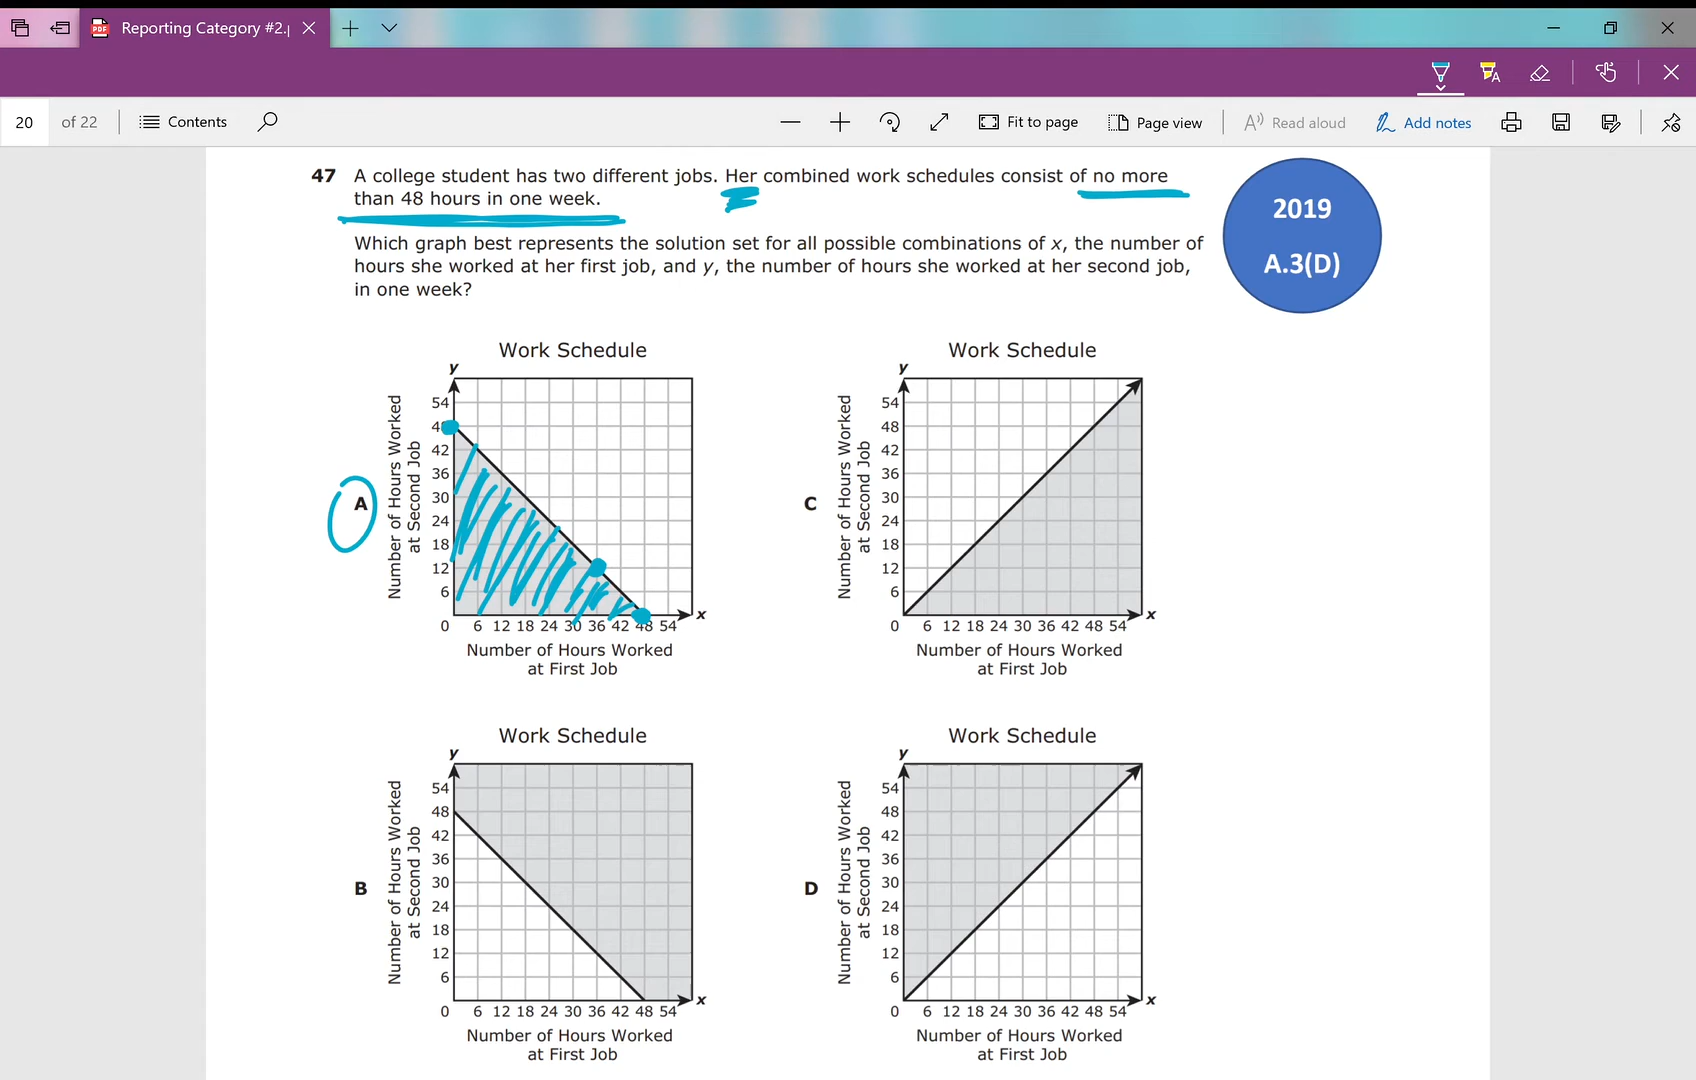 Reporting Category #2.p
20 of 22 Contents Fit to page Page view Read aloud Add notes
47 A college student has two different jobs. Her combined work schedules consist of no more
than 48 hours in one week.
Which graph best represents the solution set for all possible combinations of x, the number of
hours she worked at her first job, and y, the number of hours she worked at her second job,
in one week?
2019
A.3(D)
A
Work Schedule
y
Number of Hours Worked
at Second Job
54
48
42
36
30
24
18
12
6
0 6 12 18 24 30 36 42 48 54
x
Number of Hours Worked
at First Job
C
Work Schedule
y
Number of Hours Worked
at Second Job
54
48
42
36
30
24
18
12
6
0 6 12 18 24 30 36 42 48 54
x
Number of Hours Worked
at First Job
B
Work Schedule
y
Number of Hours Worked
at Second Job
54
48
42
36
30
24
18
12
6
0 6 12 18 24 30 36 42 48 54
x
Number of Hours Worked
at First Job
D
Work Schedule
y
Number of Hours Worked
at Second Job
54
48
42
36
30
24
18
12
6
0 6 12 18 24 30 36 42 48 54
x
Number of Hours Worked
at First Job